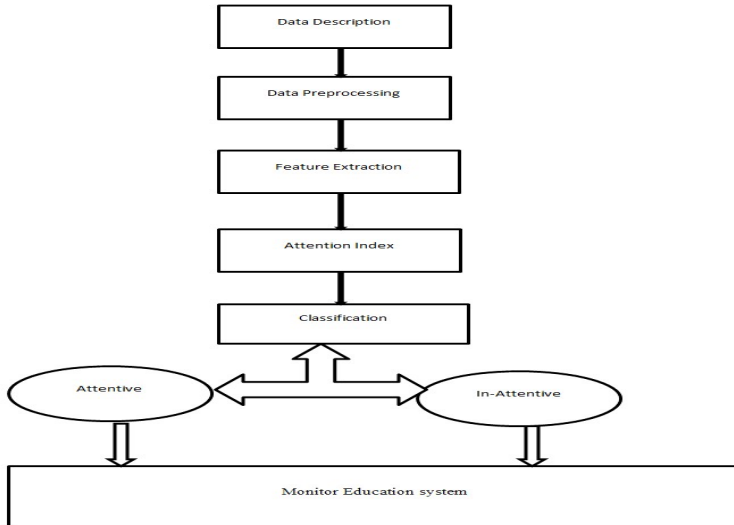 Data Description
Data Preprocessing
Feature Extraction
Attention Index
Classification
Attentive
In-Attentive
Monitor Education system